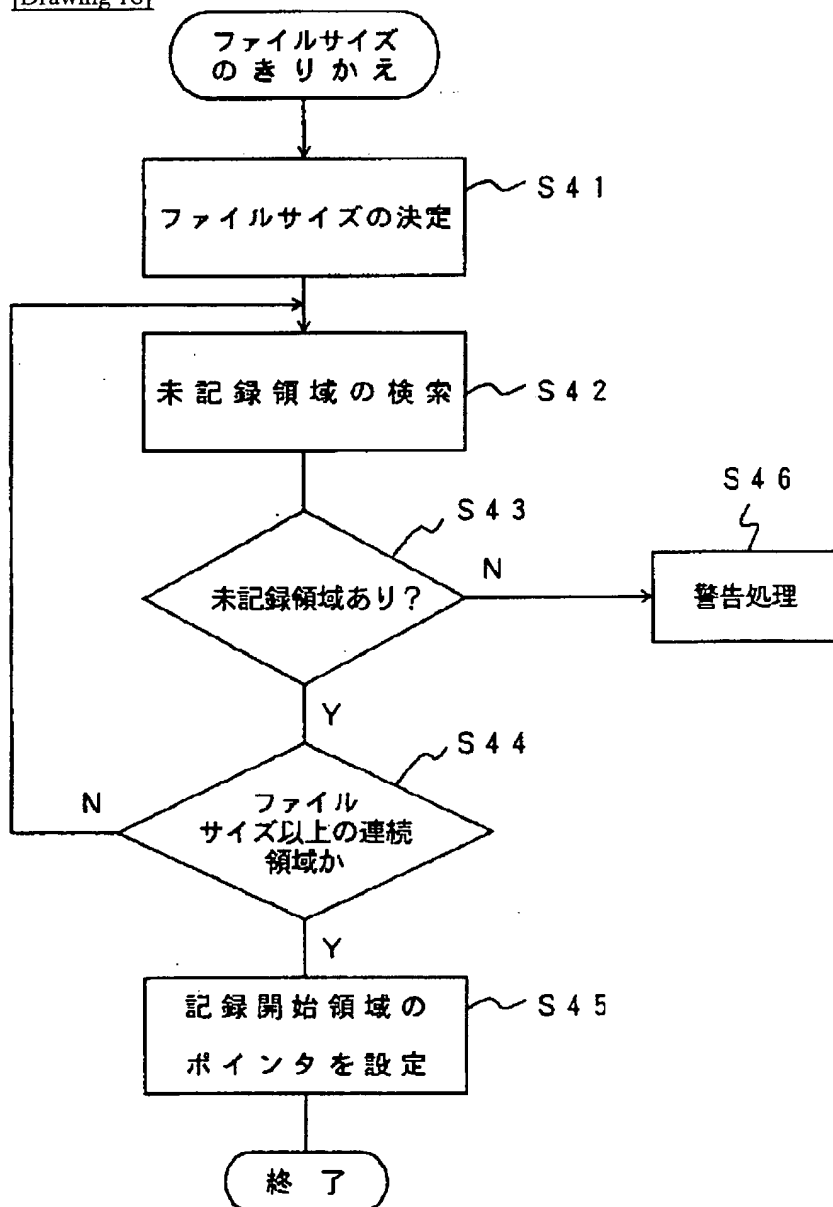 ファイルサイズ
のきりかえ
S41
ファイルサイズの決定
未記録領域の検索
S42
S43
S46
未記録領域あり?
N
警告処理
Y
S44
N
ファイル
サイズ以上の連続
領域か
Y
記録開始領域の
ポインタを設定
S45
終了